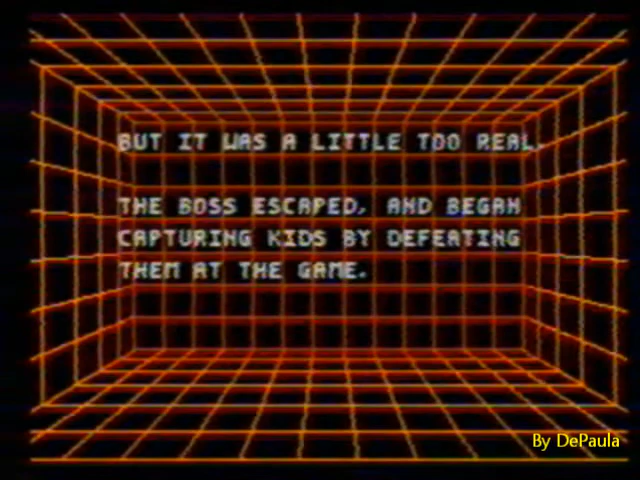 BUT IT WAS A LITTLE TOO REAL.
THE BOSS ESCAPED, AND BEGAN
CAPTURING KIDS BY DEFEATING
THEM AT THE GAME.
By DePaula